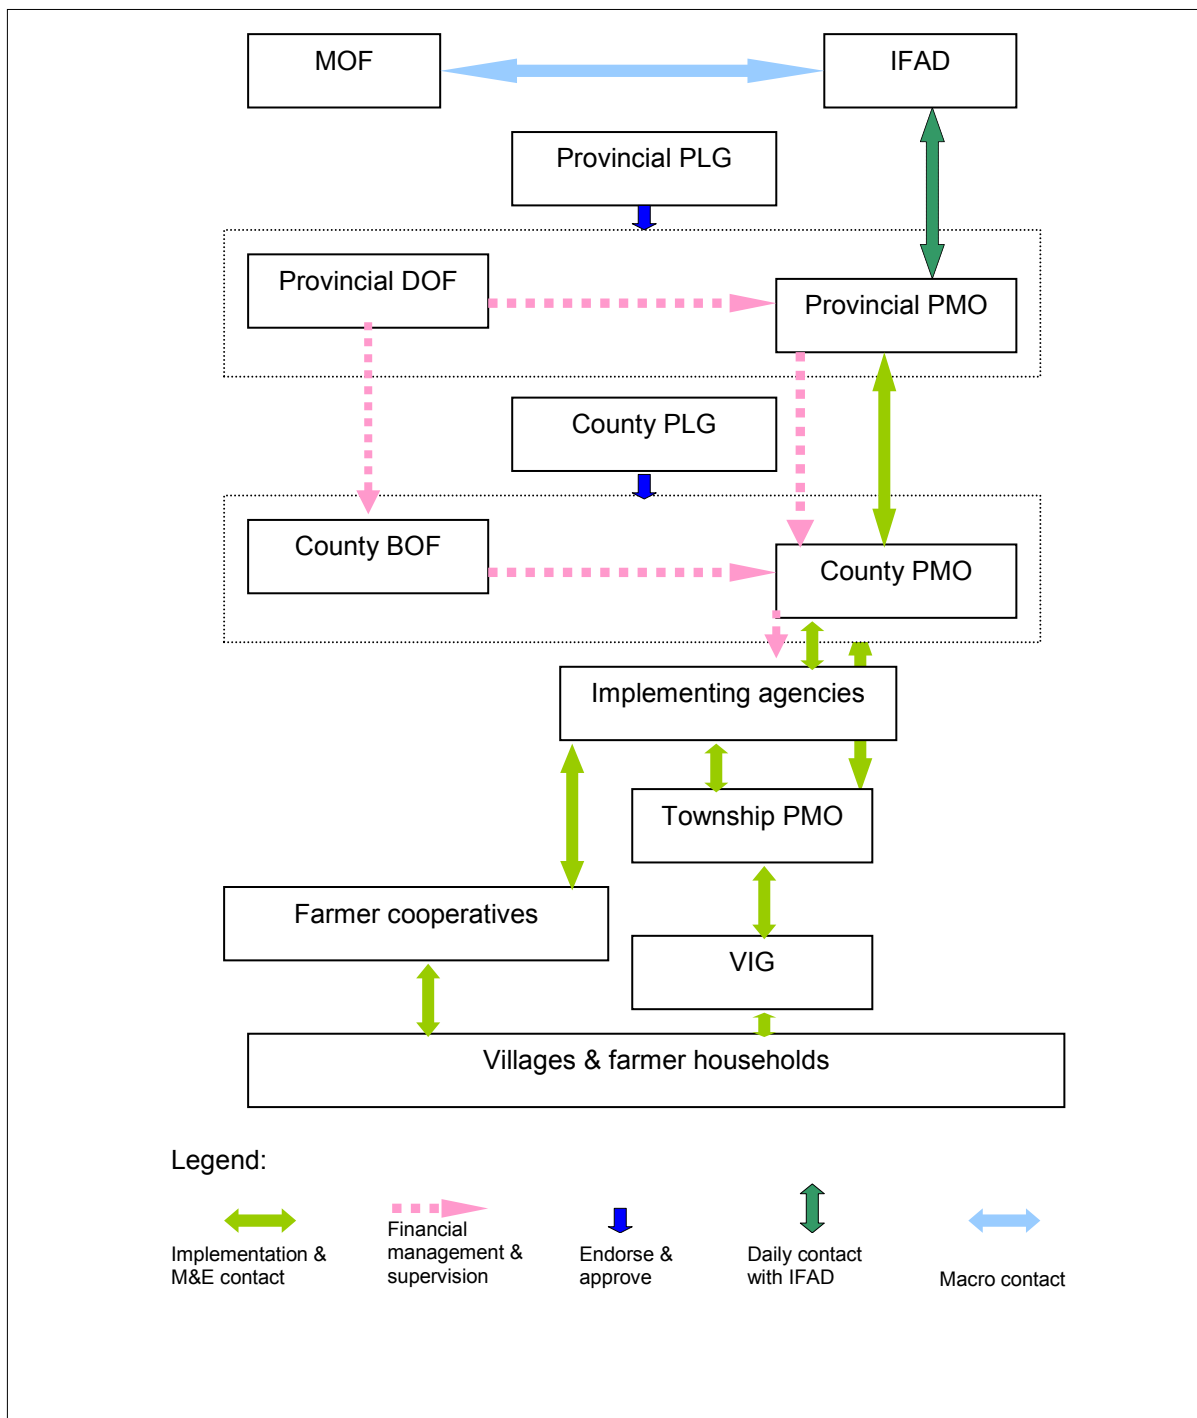 MOF
IFAD
Provincial PLG
Provincial DOF
Provincial PMO
County PLG
County BOF
County PMO
Implementing agencies
Township PMO
Farmer cooperatives
VIG
Villages & farmer households
Legend:
Implementation &
M&E contact
Financial
management &
supervision
Endorse &
approve
Daily contact
with IFAD
Macro contact